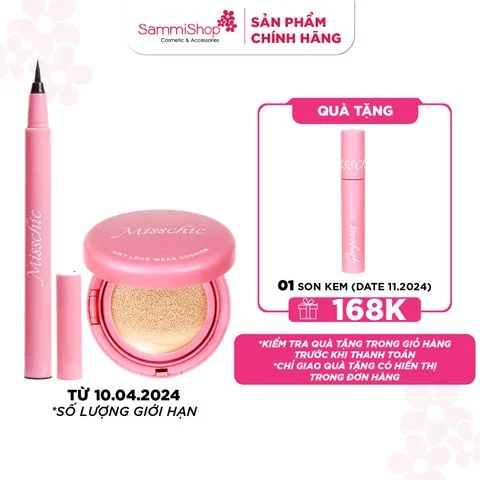 SammiShop
Cosmetic & Accessories
SẢN PHẨM
CHÍNH HÃNG
Misschic
Misschic
AIRY LONG WEAR CUSHION
TỪ 10.04.2024
*SỐ LƯỢNG GIỚI HẠN
QUÀ TẶNG
Misschic
Gorgeous
01 SON KEM (DATE 11.2024)
168K
*KIỂM TRA QUÀ TẶNG TRONG GIỎ HÀNG
TRƯỚC KHI THANH TOÁN
*CHỈ GIAO QUÀ TẶNG CÓ HIỂN THỊ
TRONG ĐƠN HÀNG